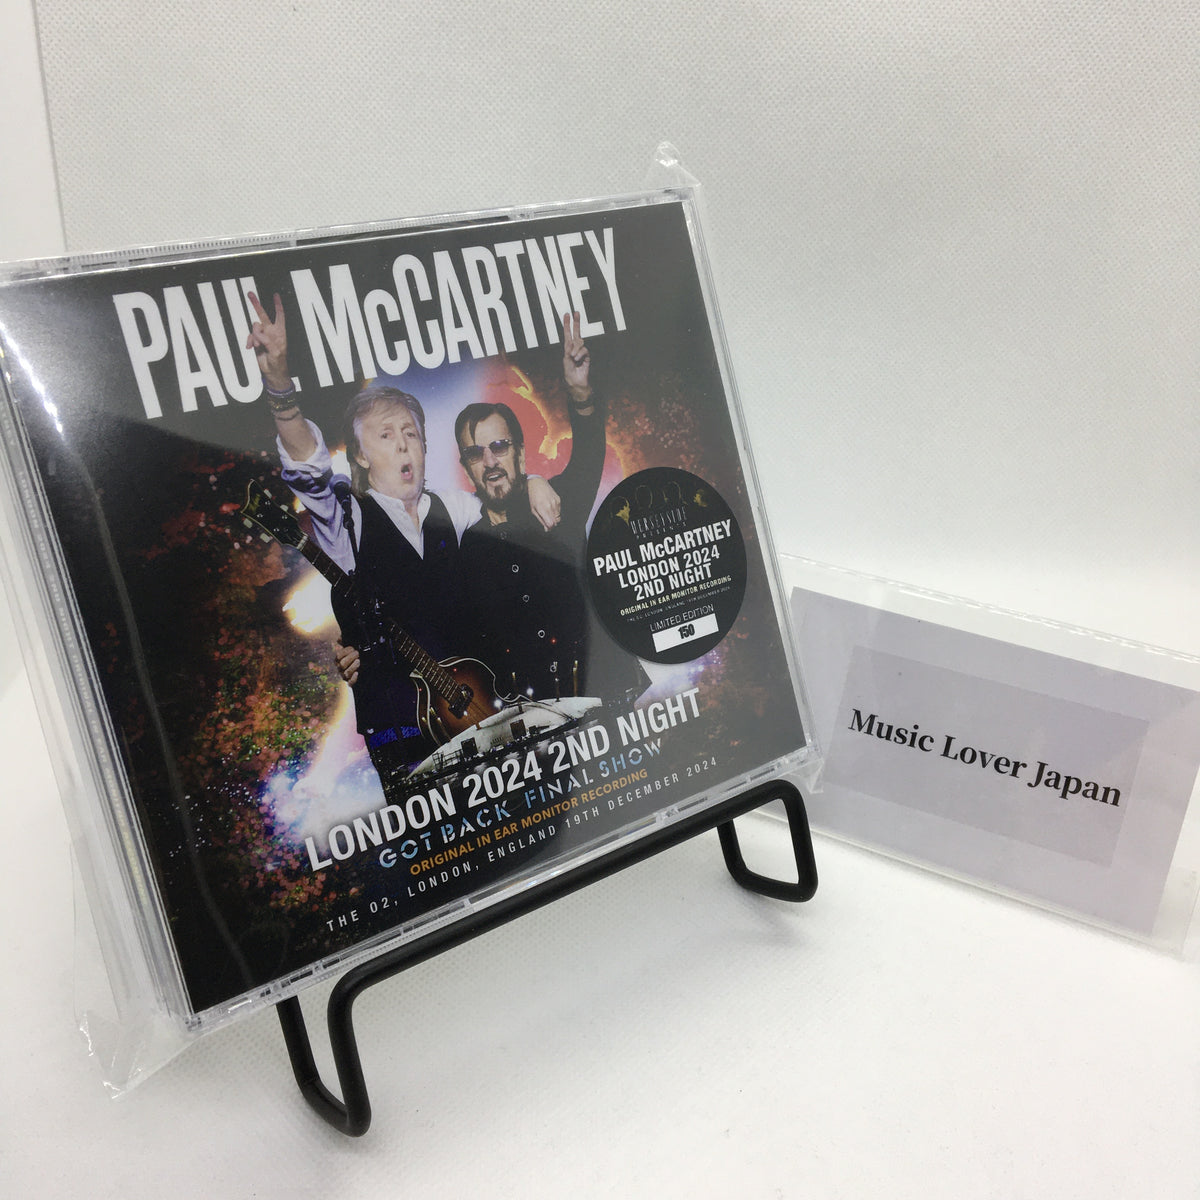 PAUL McCARTNEY
PAUL McCARTNEY
LONDON 2024
2ND NIGHT
ORIGINAL IN EAR MONITOR RECORDING
LIMITED EDITION
150
LONDON 2024 2ND NIGHT
GOT BACK FINAL SHOW
ORIGINAL IN EAR MONITOR RECORDING
THE O2, LONDON, ENGLAND 19TH DECEMBER 2024
Music Lover Japan